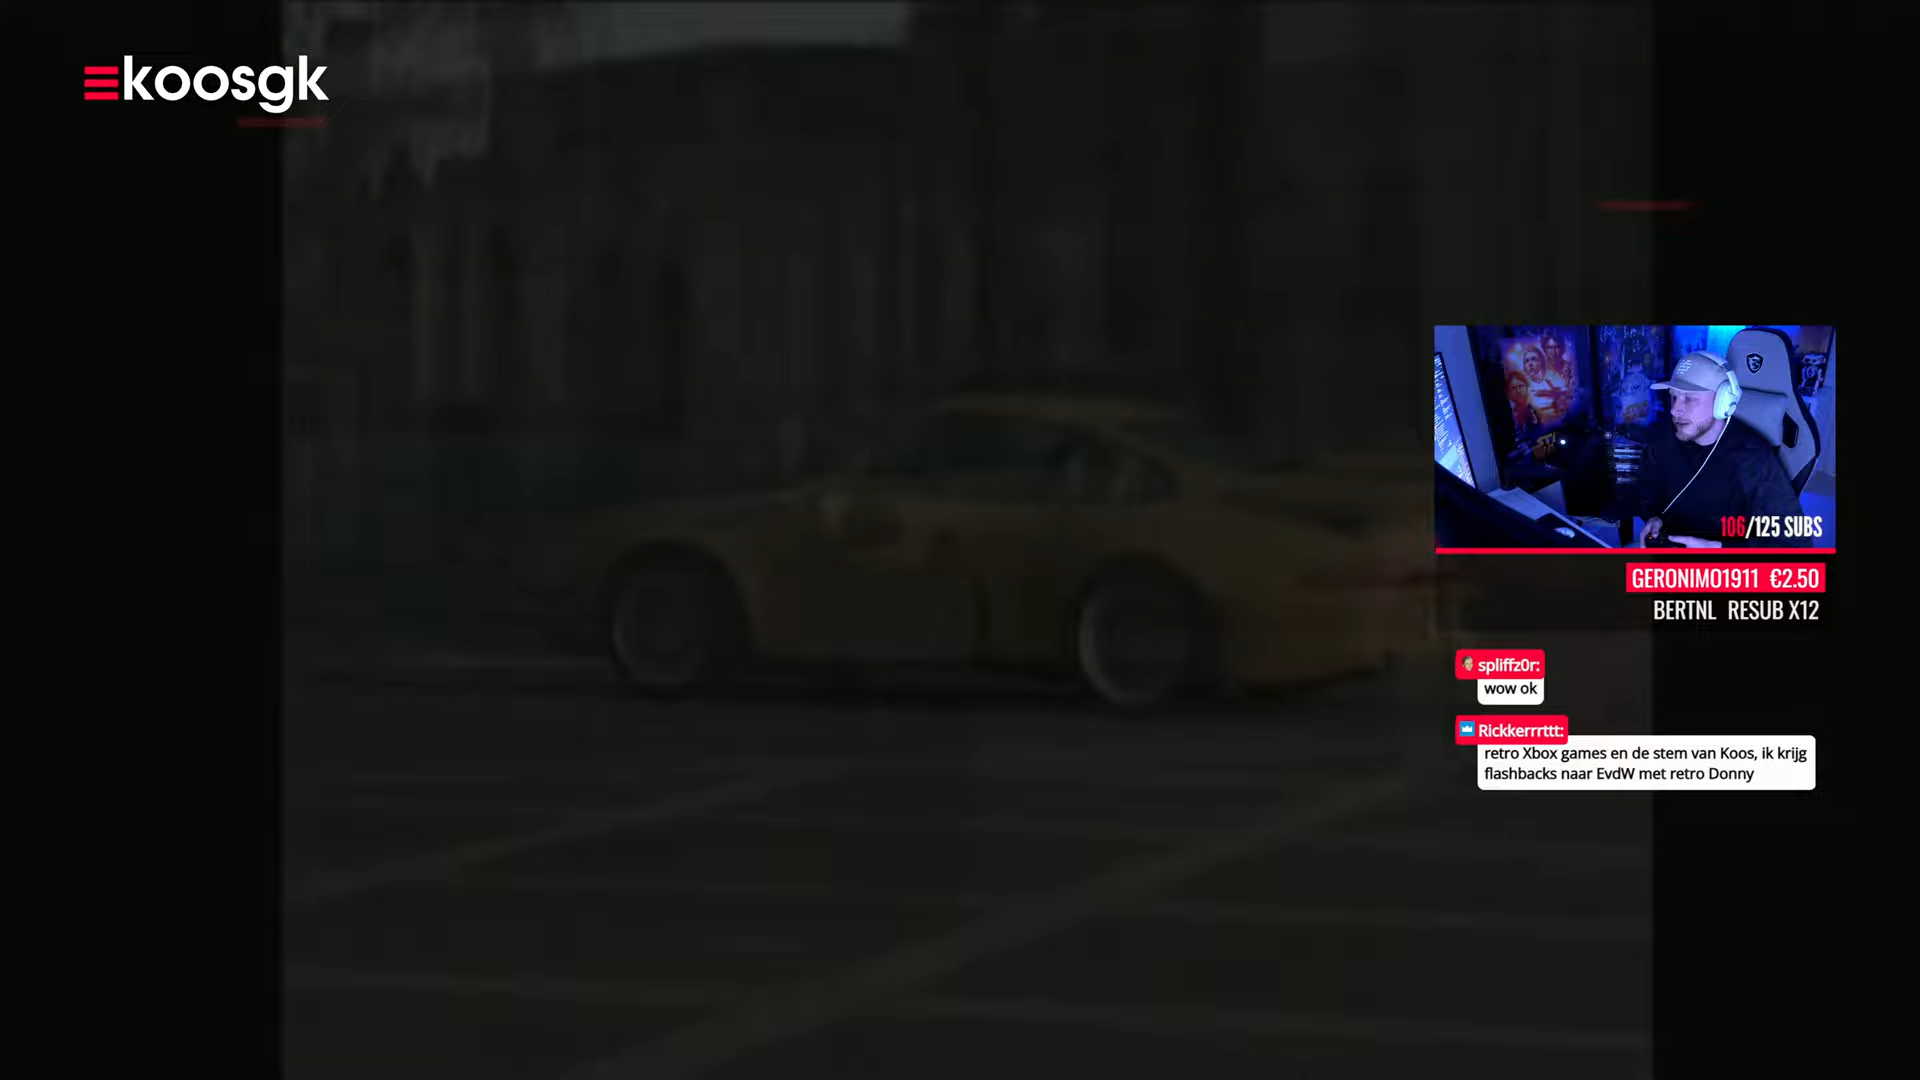 koosgk
106/125 SUBS
GERONIMO1911 €2.50
BERTNL RESUB X12
spliffz0r:
wow ok
Rickkerrrttt:
retro Xbox games en de stem van Koos, ik krijg
flashbacks naar EvdW met retro Donny